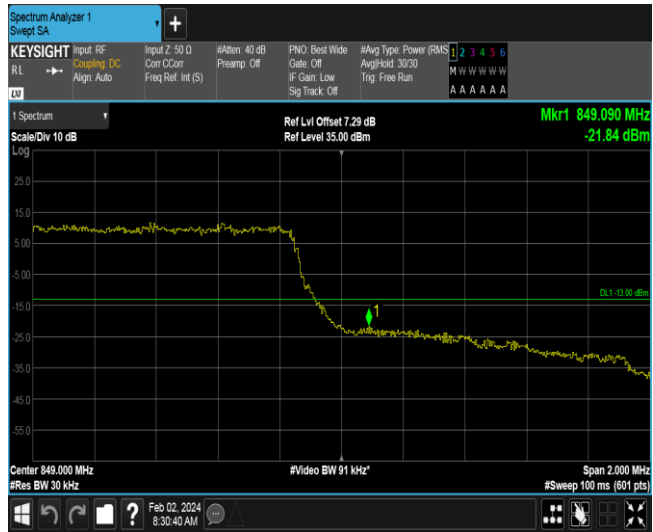 Spectrum Analyzer 1
Swept SA
KEYSIGHT
RL
LXI
Input: RF
Coupling: DC
Align: Auto
Input Z: 50 Ω
Corr CCorr
Freq Ref: Int (S)
#Atten: 40 dB
Preamp: Off
PNO: Best Wide
Gate: Off
IF Gain: Low
Sig Track: Off
#Avg Type: Power (RMS
Avg|Hold: 30/30
Trig: Free Run
1 2 3 4 5 6
M W W W W W
A A A A A A
1 Spectrum
Scale/Div 10 dB
Ref Lvl Offset 7.29 dB
Ref Level 35.00 dBm
Mkr1 849.090 MHz
-21.84 dBm
Log
25.0
15.0
5.00
-5.00
DL1 -13.00 dBm
-15.0
1
-25.0
-35.0
-45.0
-55.0
Center 849.000 MHz
#Video BW 91 kHz*
Span 2.000 MHz
#Res BW 30 kHz
#Sweep 100 ms (601 pts)
?
Feb 02, 2024
8:30:40 AM